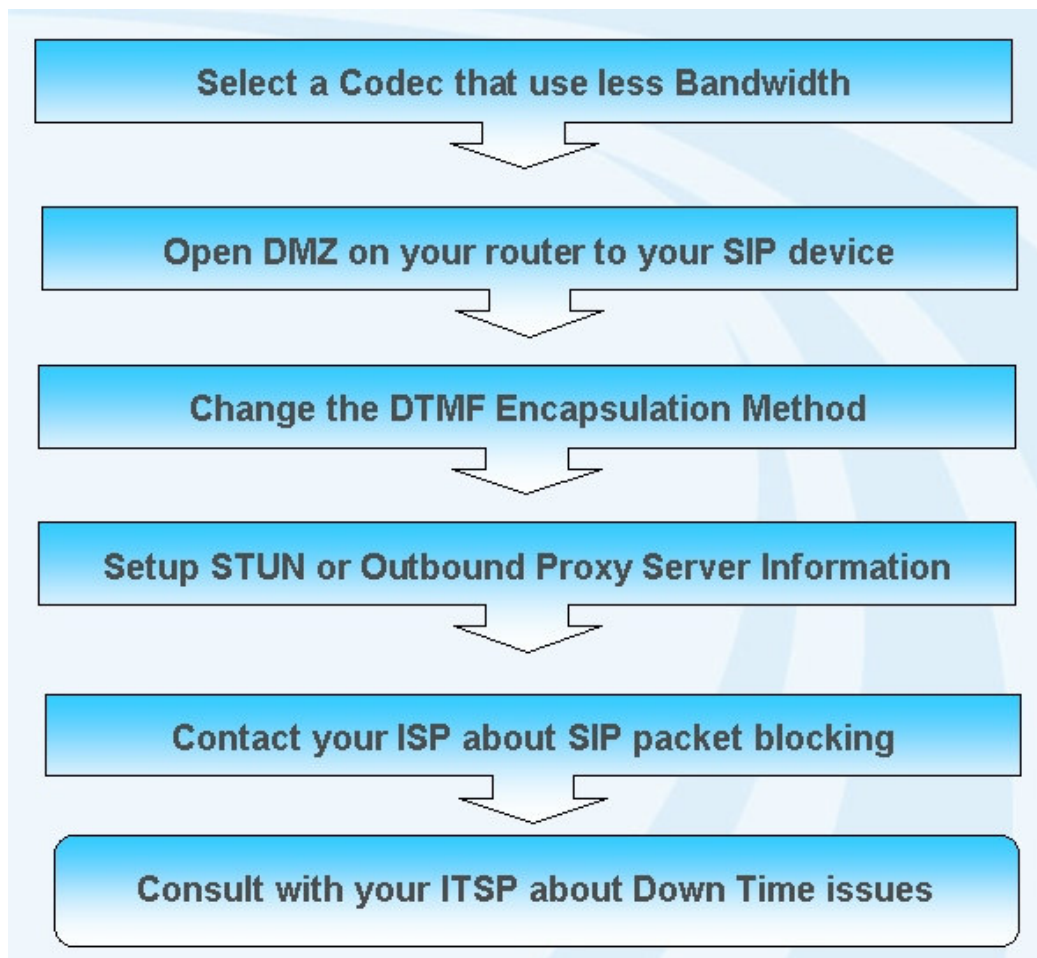 Select a Codec that use less Bandwidth
Open DMZ on your router to your SIP device
Change the DTMF Encapsulation Method
Setup STUN or Outbound Proxy Server Information
Contact your ISP about SIP packet blocking
Consult with your ITSP about Down Time issues